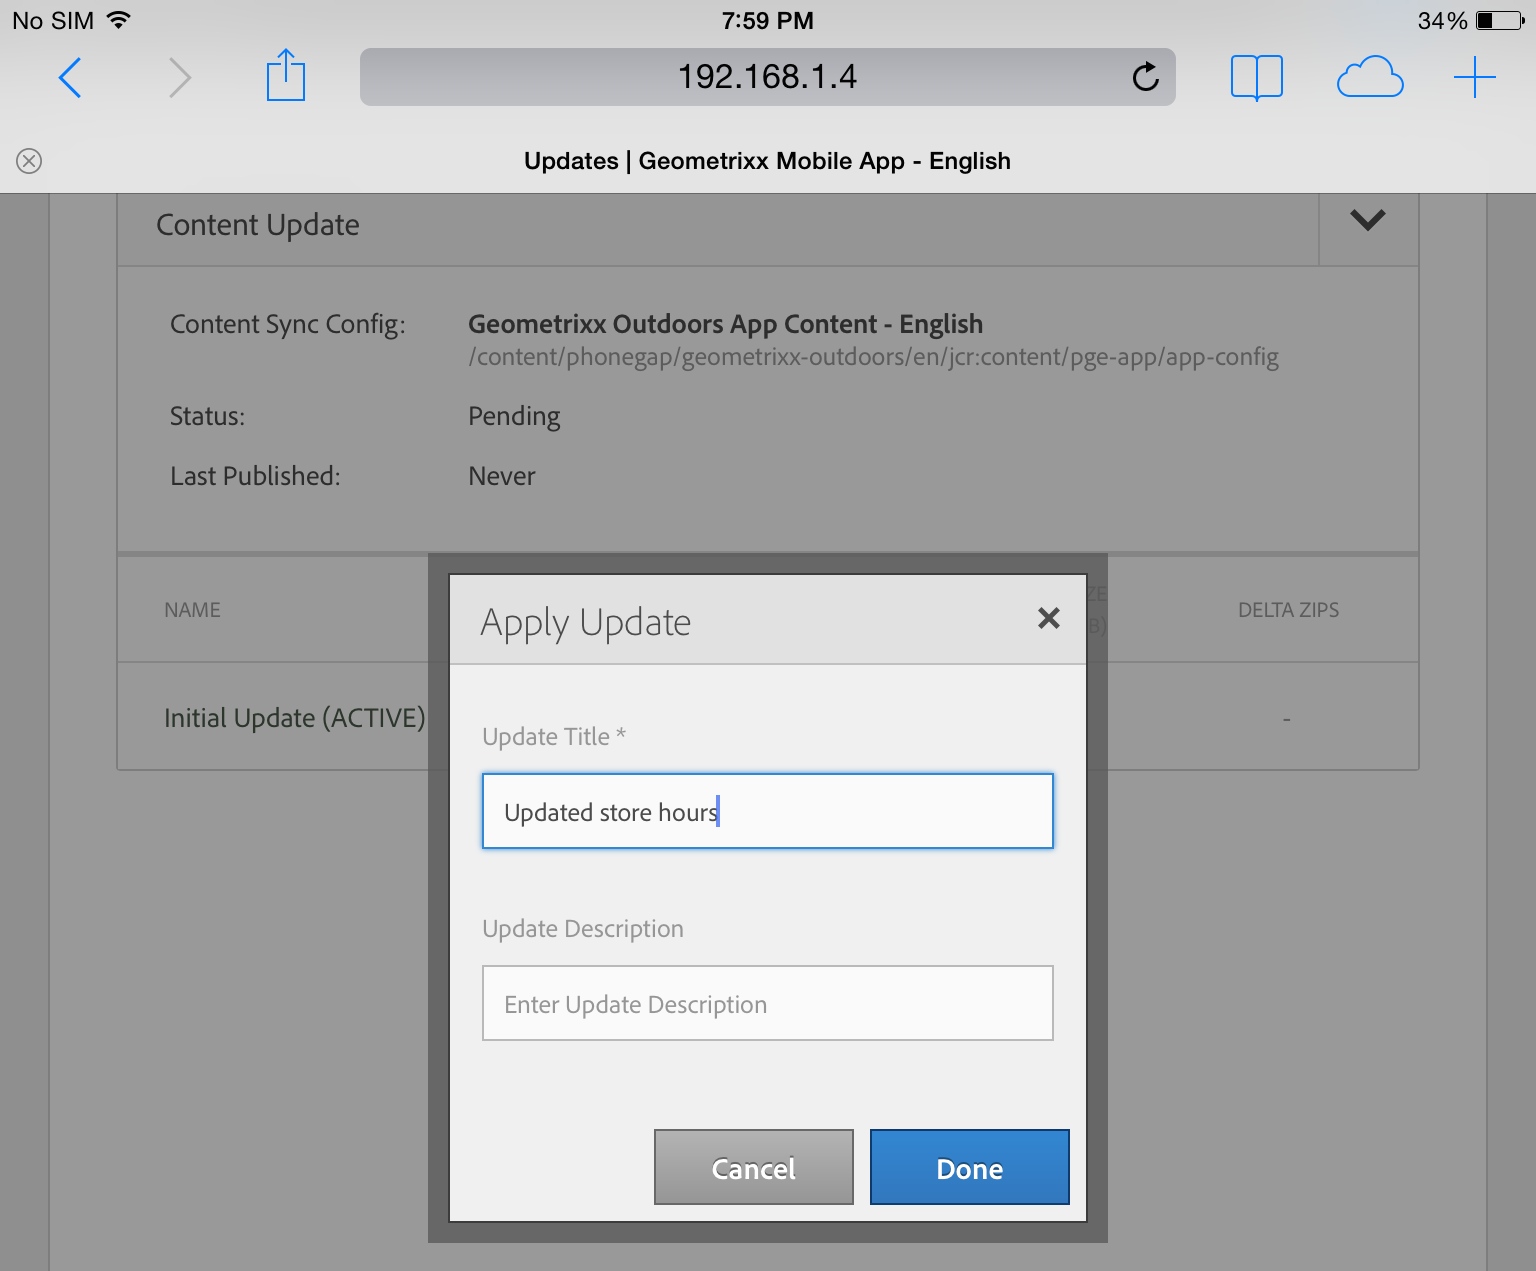 No SIM 7:59 PM 34%
192.168.1.4
Updates | Geometrixx Mobile App - English
Content Update
Content Sync Config: Geometrixx Outdoors App Content - English
/content/phonegap/geometrixx-outdoors/en/jcr:content/pge-app/app-config
Status: Pending
Last Published: Never
NAME DELTA ZIPS
Initial Update (ACTIVE) -
Apply Update
Update Title *
Updated store hours
Update Description
Enter Update Description
Cancel Done